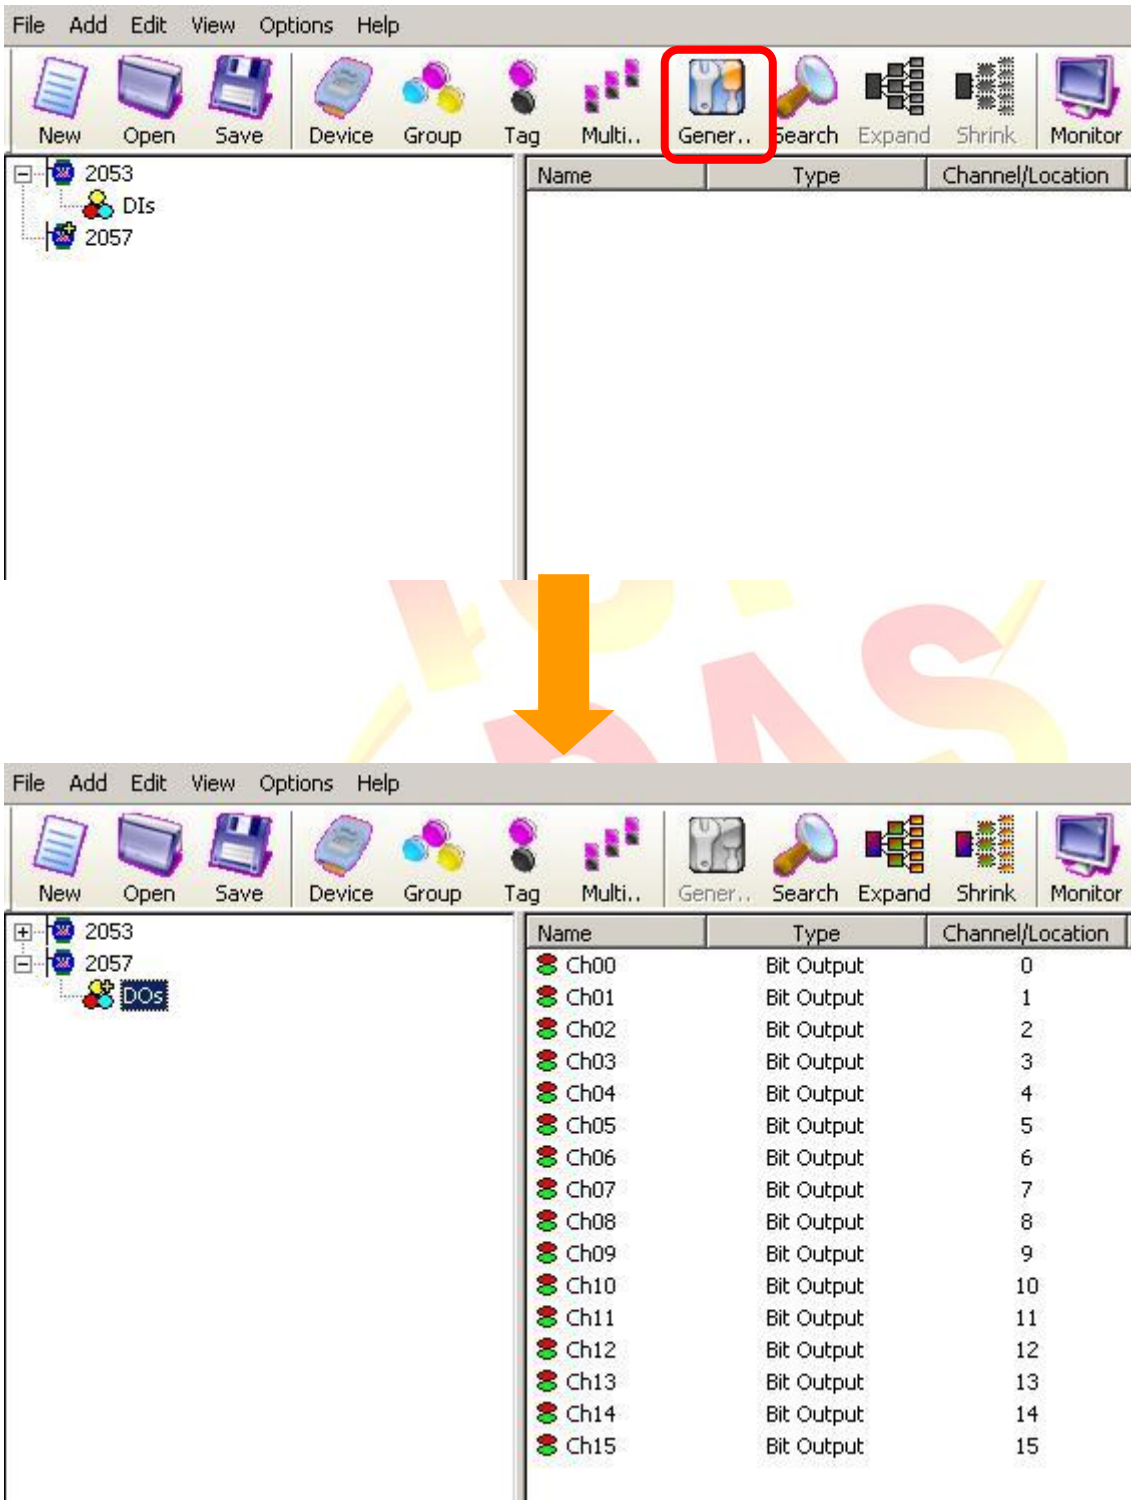 File Add Edit View Options Help
New Open Save Device Group Tag Multi.. Gener.. Search Expand Shrink Monitor
2053
DIs
2057
Name Type Channel/Location
DAS
File Add Edit View Options Help
New Open Save Device Group Tag Multi.. Gener.. Search Expand Shrink Monitor
2053
2057
DOs
Name Type Channel/Location
Ch00 Bit Output 0
Ch01 Bit Output 1
Ch02 Bit Output 2
Ch03 Bit Output 3
Ch04 Bit Output 4
Ch05 Bit Output 5
Ch06 Bit Output 6
Ch07 Bit Output 7
Ch08 Bit Output 8
Ch09 Bit Output 9
Ch10 Bit Output 10
Ch11 Bit Output 11
Ch12 Bit Output 12
Ch13 Bit Output 13
Ch14 Bit Output 14
Ch15 Bit Output 15